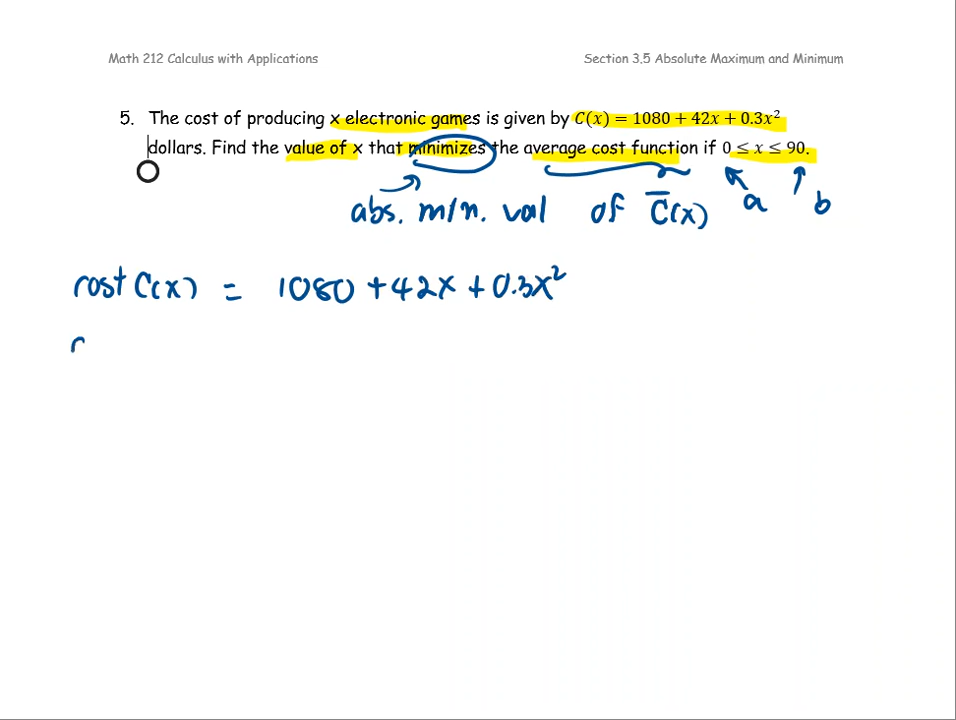 Math 212 Calculus with Applications Section 3.5 Absolute Maximum and Minimum
5. The cost of producing x electronic games is given by C(x) = 1080 + 42x + 0.3x²
dollars. Find the value of x that minimizes the average cost function if 0 ≤ x ≤ 90.
abs. min. val of C̅(x) a b
cost C(x) = 1080 + 42x + 0.3x²